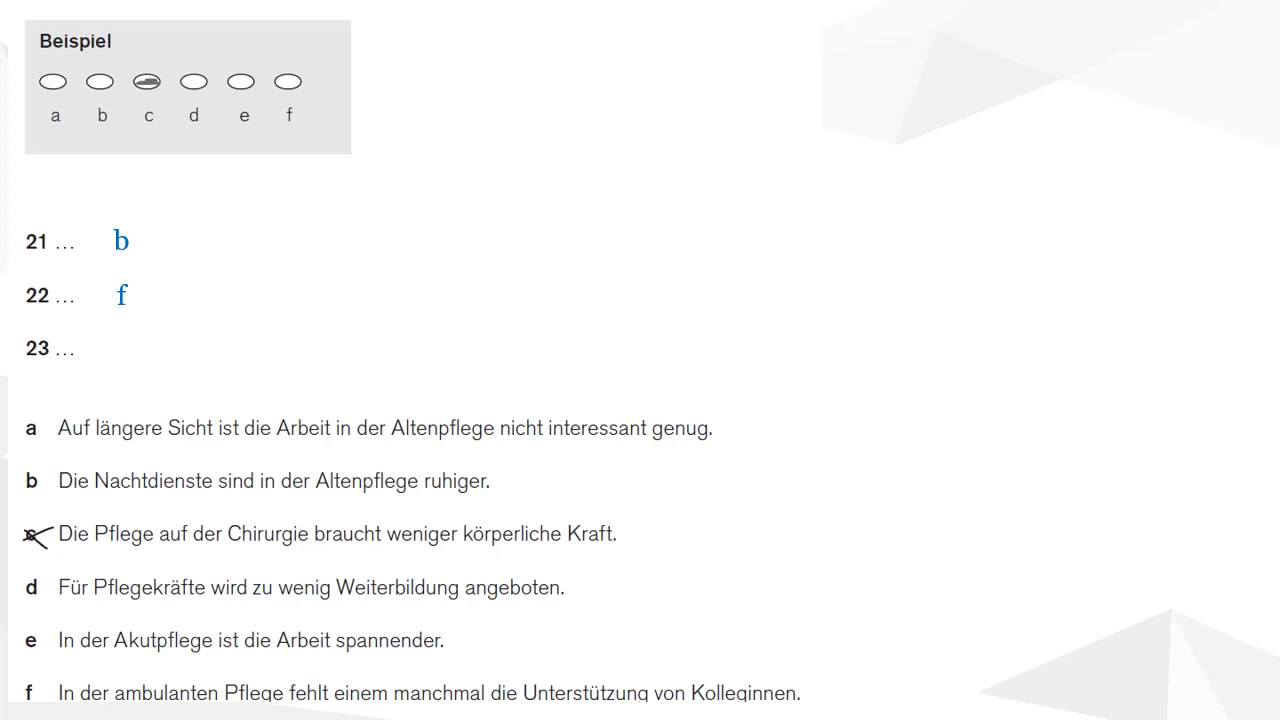 Beispiel
a b c d e f
21 … b
22 … f
23 …
a Auf längere Sicht ist die Arbeit in der Altenpflege nicht interessant genug.
b Die Nachtdienste sind in der Altenpflege ruhiger.
c Die Pflege auf der Chirurgie braucht weniger körperliche Kraft.
d Für Pflegekräfte wird zu wenig Weiterbildung angeboten.
e In der Akutpflege ist die Arbeit spannender.
f In der ambulanten Pflege fehlt einem manchmal die Unterstützung von Kolleginnen.